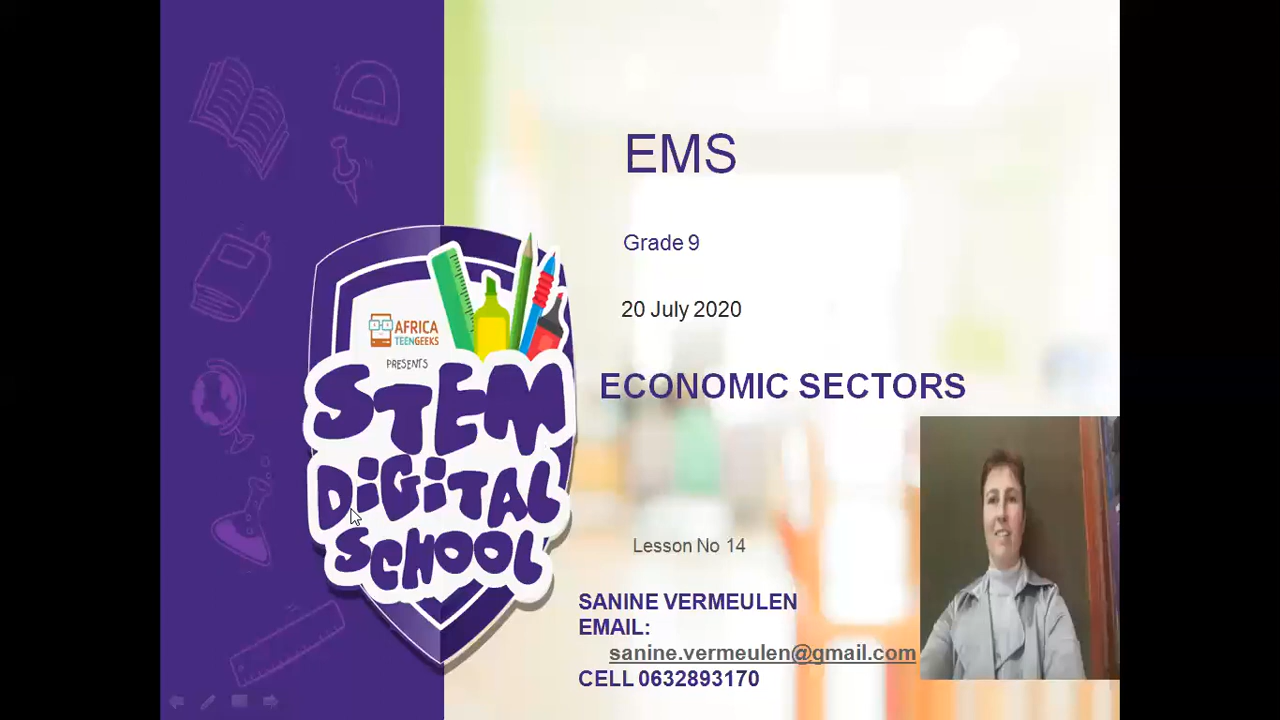 EMS
Grade 9
20 July 2020
ECONOMIC SECTORS
AFRICA
TEENGEEKS
PRESENTS
STEM
DiGiTAL
SCHOOL
Lesson No 14
SANINE VERMEULEN
EMAIL:
sanine.vermeulen@gmail.com
CELL 0632893170